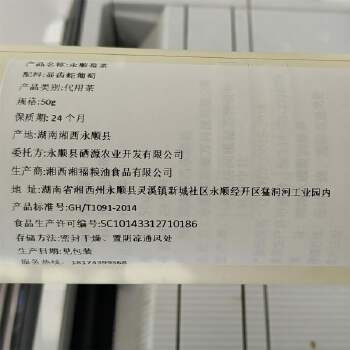 产品名称:永顺莓茶
配料:显齿蛇葡萄
产品类别:代用茶
规格:50g
保质期:24个月
产地:湖南湘西永顺县
委托方:永顺县硒源农业开发有限公司
生产商:湘西湘福粮油食品有限公司
地 址:湖南省湘西州永顺县灵溪镇新城社区永顺经开区猛洞河工业园内
产品标准号:GH/T1091-2014
食品生产许可编号:SC10143312710186
存储方法:密封干燥、置阴凉通风处
生产日期:见包装
服务热线: